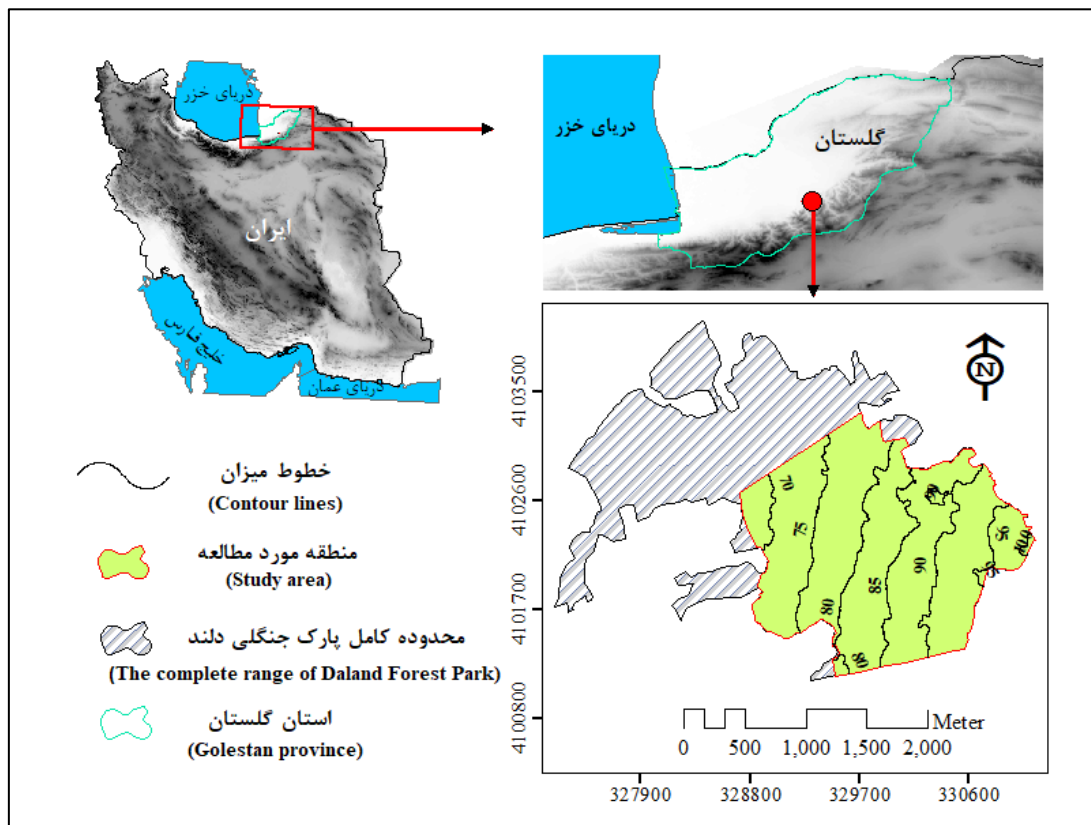 دریای خزر
ایران
خلیج فارس
دریای عمان
دریای خزر
گلستان
خطوط میزان
(Contour lines)
منطقه مورد مطالعه
(Study area)
محدوده کامل پارک جنگلی دلند
(The complete range of Daland Forest Park)
استان گلستان
(Golestan province)
N
70
75
80
80
85
90
90
95
95
100
Meter
0 500 1,000 1,500 2,000
4103500
4102600
4101700
4100800
327900 328800 329700 330600